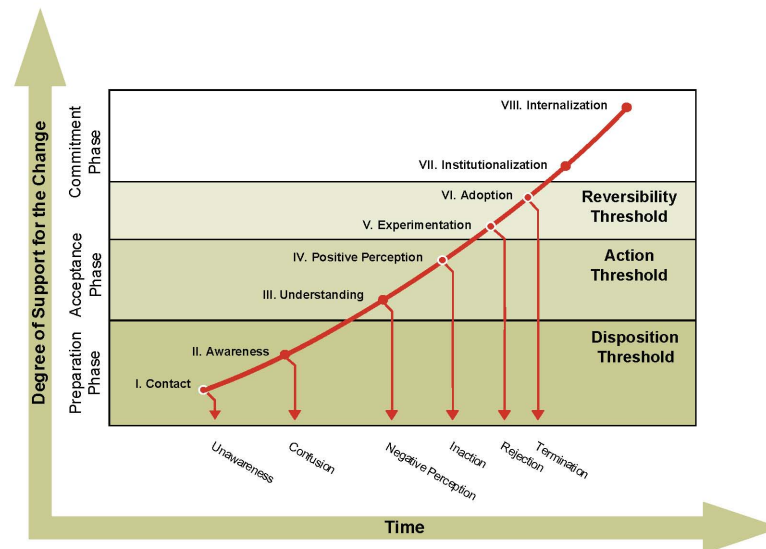 Degree of Support for the Change
Commitment
Phase
Acceptance
Phase
Preparation
Phase
VIII. Internalization
VII. Institutionalization
VI. Adoption
Reversibility
Threshold
V. Experimentation
IV. Positive Perception
Action
Threshold
III. Understanding
Disposition
Threshold
II. Awareness
I. Contact
Unawareness
Confusion
Negative Perception
Inaction
Rejection
Termination
Time